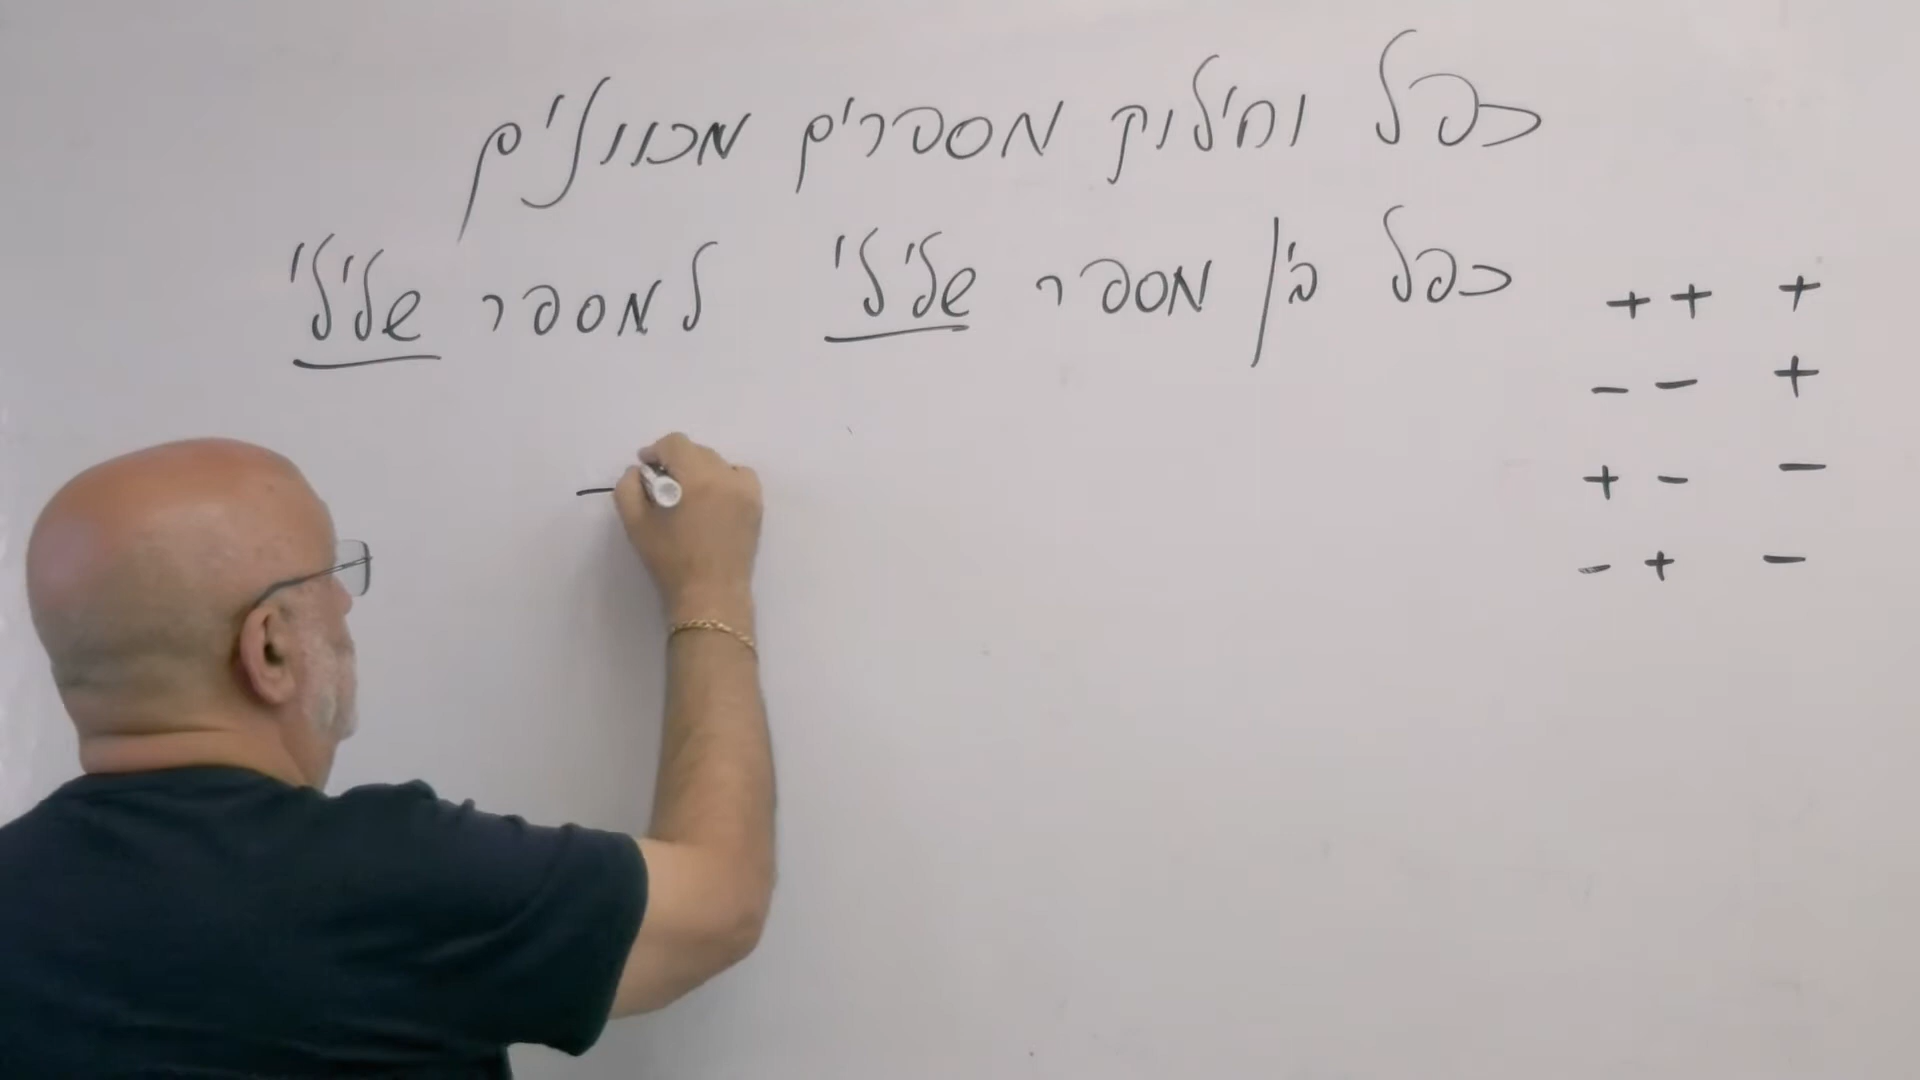 כפל וחילוק מספרים מכוונים
כפל בין מספר שלילי למספר שלילי
+ + +
− − +
+ − −
− + −
−